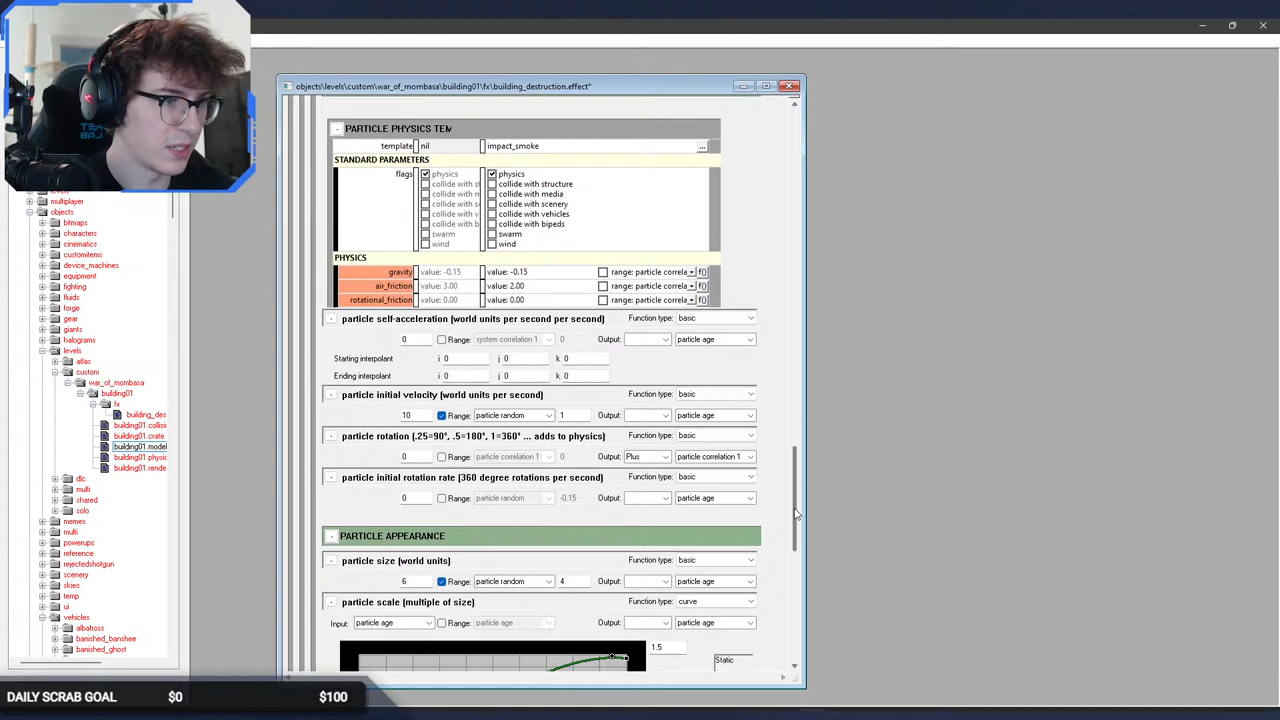 objects\levels\custom\war_of_mombasa\building01\fx\building_destruction.effect*
PARTICLE PHYSICS TEM
template nil impact_smoke ...
STANDARD PARAMETERS
flags physics physics
collide with st collide with structure
collide with m collide with media
collide with s collide with scenery
collide with v collide with vehicles
collide with b collide with bipeds
swarm swarm
wind wind
PHYSICS
gravity value: -0.15 value: -0.15 range: particle correla f()
air_friction value: 3.00 value: 2.00 range: particle correla f()
rotational_friction value: 0.00 value: 0.00 range: particle correla f()
particle self-acceleration (world units per second per second) Function type: basic
0 Range: system correlation 1 0 Output: particle age
Starting interpolant i 0 j 0 k 0
Ending interpolant i 0 j 0 k 0
particle initial velocity (world units per second) Function type: basic
10 Range: particle random 1 Output: particle age
particle rotation (.25=90°, .5=180°, 1=360° ... adds to physics) Function type: basic
0 Range: particle correlation 1 0 Output: Plus particle correlation 1
particle initial rotation rate (360 degree rotations per second) Function type: basic
0 Range: particle random -0.15 Output: particle age
PARTICLE APPEARANCE
particle size (world units) Function type: basic
6 Range: particle random 4 Output: particle age
particle scale (multiple of size) Function type: curve
Input: particle age Range: particle age Output: particle age
1.5
Static
levels
multiplayer
objects
bitmaps
characters
cinematics
customitems
device_machines
equipment
fighting
fluids
forge
gear
giants
halograms
levels
atlas
custom
war_of_mombasa
building01
fx
building_des
building01.collisi
building01.crate
building01.model
building01.physic
building01.rende
dlc
multi
shared
solo
memes
multi
powerups
reference
rejectedshotgun
scenery
skies
temp
ui
vehicles
albatross
banished_banshee
banished_ghost
DAILY SCRAB GOAL $0 $100